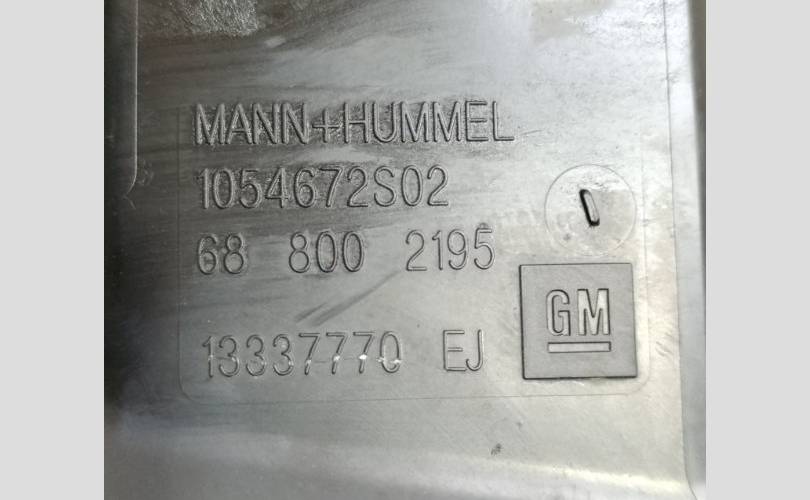 MANN+HUMMEL
1054672S02
68 800 2195
GM
13337770 EJ